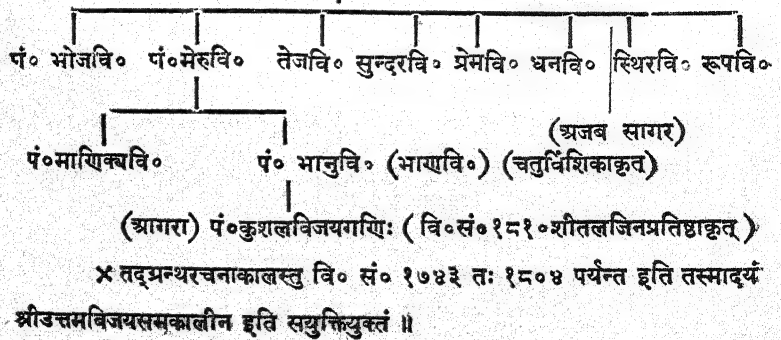 पं० भोजवि० पं०मेरुवि० तेजवि० सुन्दरवि० प्रेमवि० धनवि० स्थिरवि० रूपवि०
(अजब सागर)
पं०माणिक्यवि० पं० भानुवि० (भाणवि०) (चतुर्विंशिकाकृत्)
(आगरा) पं०कुशलविजयगणिः (वि०सं०१८१०शीतलजिनप्रतिष्ठाकृत्)
×तद्ग्रन्थरचनाकालस्तु वि० सं० १७४३ तः १८०४ पर्यन्त इति तस्मादयं
श्रीउत्तमविजयसमकालीन इति सयुक्तियुक्तं ॥